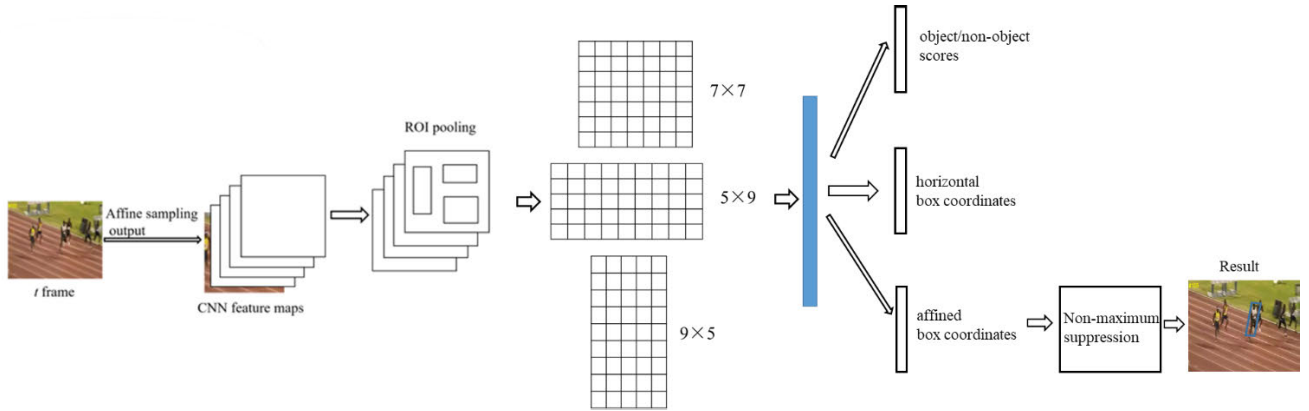 t frame
Affine sampling
output
CNN feature maps
ROI pooling
7×7
5×9
9×5
object/non-object
scores
horizontal
box coordinates
affined
box coordinates
Non-maximum
suppression
Result